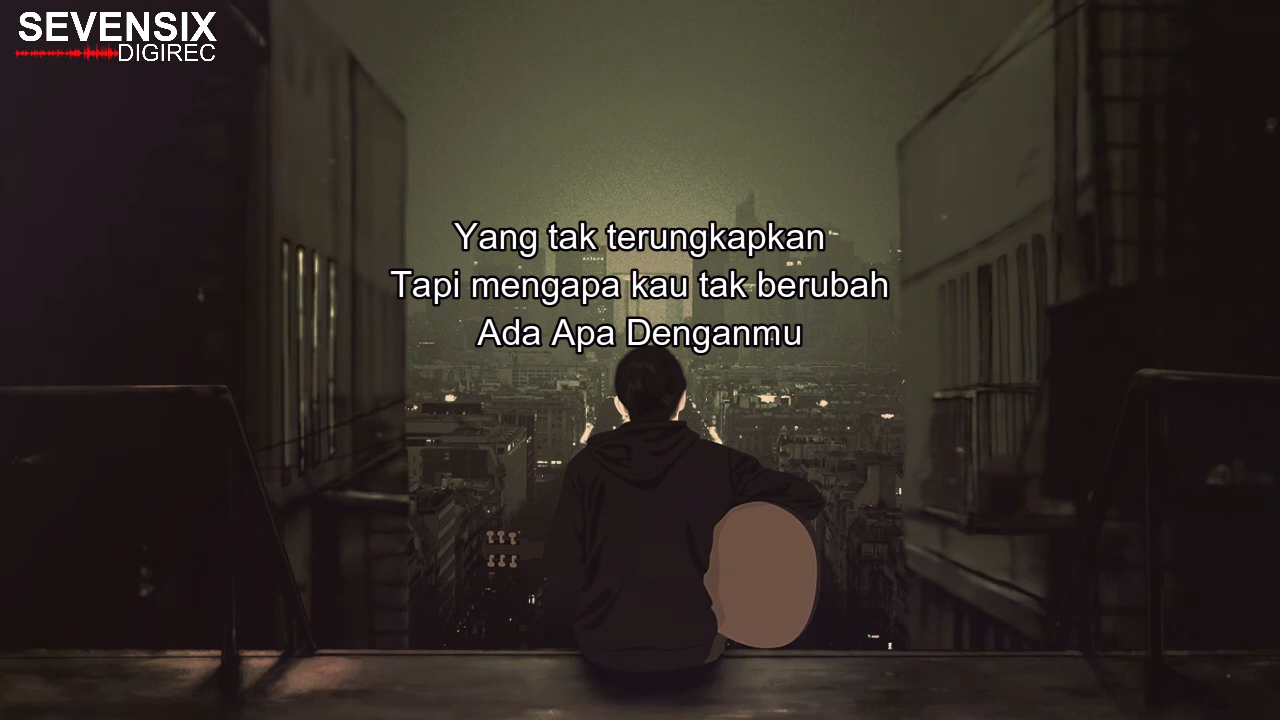 SEVENSIX
DIGIREC
Yang tak terungkapkan
Tapi mengapa kau tak berubah
Ada Apa Denganmu